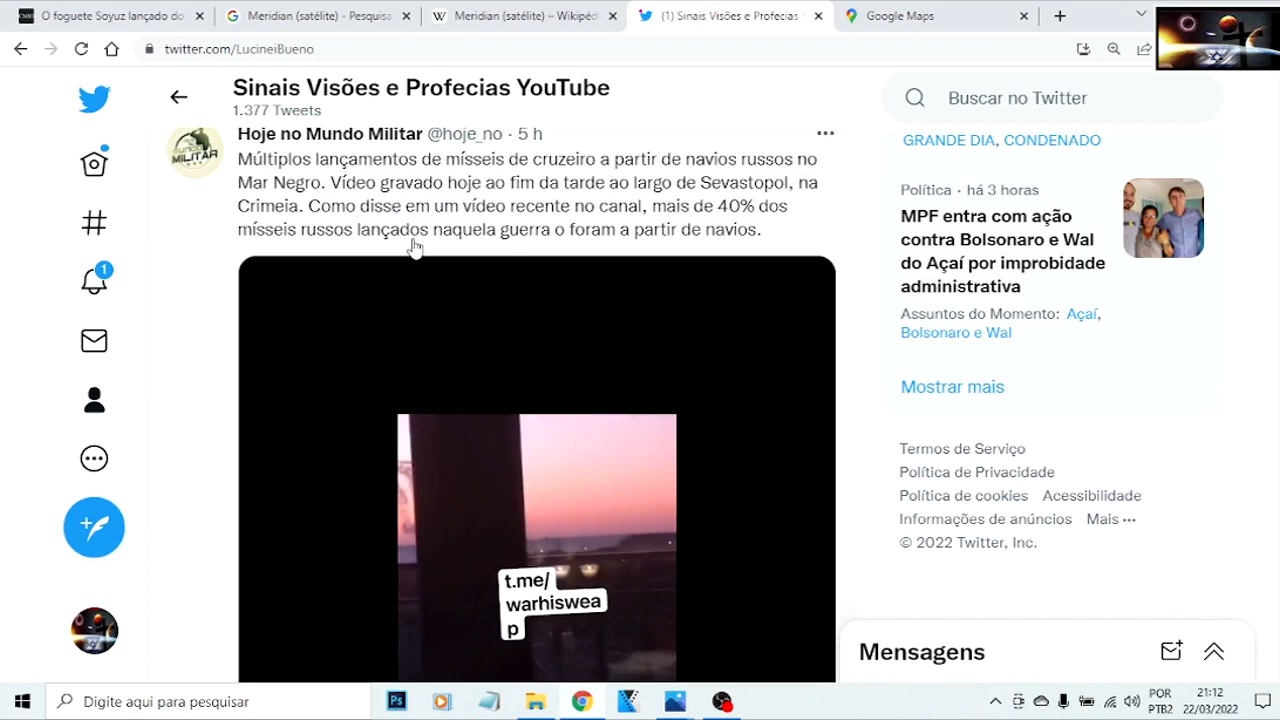 O foguete Soyuz lançado do
Meridian (satélite) - Pesquisa
Meridian (satélite) – Wikipéd
(1) Sinais Visões e Profecias
Google Maps
twitter.com/LucineiBueno
Sinais Visões e Profecias YouTube
1.377 Tweets
Buscar no Twitter
Hoje no Mundo Militar @hoje_no · 5 h
Múltiplos lançamentos de mísseis de cruzeiro a partir de navios russos no
Mar Negro. Vídeo gravado hoje ao fim da tarde ao largo de Sevastopol, na
Crimeia. Como disse em um vídeo recente no canal, mais de 40% dos
mísseis russos lançados naquela guerra o foram a partir de navios.
MILITAR
t.me/
warhiswea
p
GRANDE DIA, CONDENADO
Política · há 3 horas
MPF entra com ação
contra Bolsonaro e Wal
do Açaí por improbidade
administrativa
Assuntos do Momento: Açaí,
Bolsonaro e Wal
Mostrar mais
Termos de Serviço
Política de Privacidade
Política de cookies Acessibilidade
Informações de anúncios Mais
© 2022 Twitter, Inc.
1
Mensagens
Digite aqui para pesquisar
Ps
POR
PTB2
21:12
22/03/2022